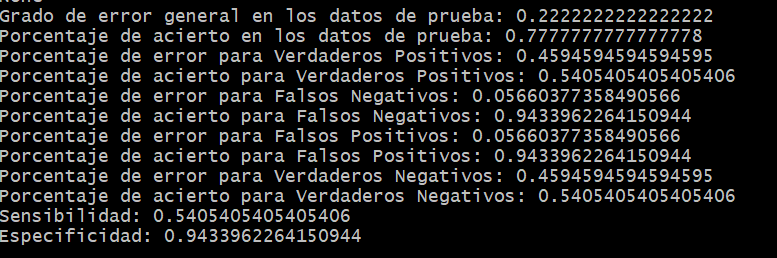 Grado de error general en los datos de prueba: 0.2222222222222222
Porcentaje de acierto en los datos de prueba: 0.7777777777777778
Porcentaje de error para Verdaderos Positivos: 0.4594594594594595
Porcentaje de acierto para Verdaderos Positivos: 0.5405405405405406
Porcentaje de error para Falsos Negativos: 0.05660377358490566
Porcentaje de acierto para Falsos Negativos: 0.9433962264150944
Porcentaje de error para Falsos Positivos: 0.05660377358490566
Porcentaje de acierto para Falsos Positivos: 0.9433962264150944
Porcentaje de error para Verdaderos Negativos: 0.4594594594594595
Porcentaje de acierto para Verdaderos Negativos: 0.5405405405405406
Sensibilidad: 0.5405405405405406
Especificidad: 0.9433962264150944